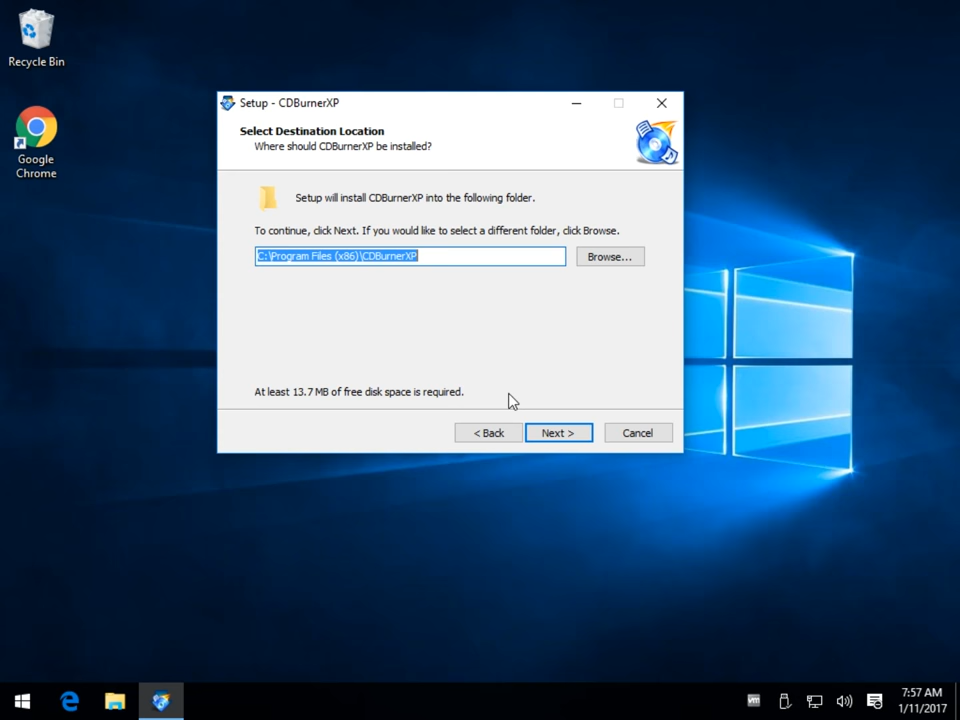 Recycle Bin
Google
Chrome
Setup - CDBurnerXP
Select Destination Location
Where should CDBurnerXP be installed?
Setup will install CDBurnerXP into the following folder.
To continue, click Next. If you would like to select a different folder, click Browse.
C:\Program Files (x86)\CDBurnerXP
Browse...
At least 13.7 MB of free disk space is required.
< Back
Next >
Cancel
vm
7:57 AM
1/11/2017